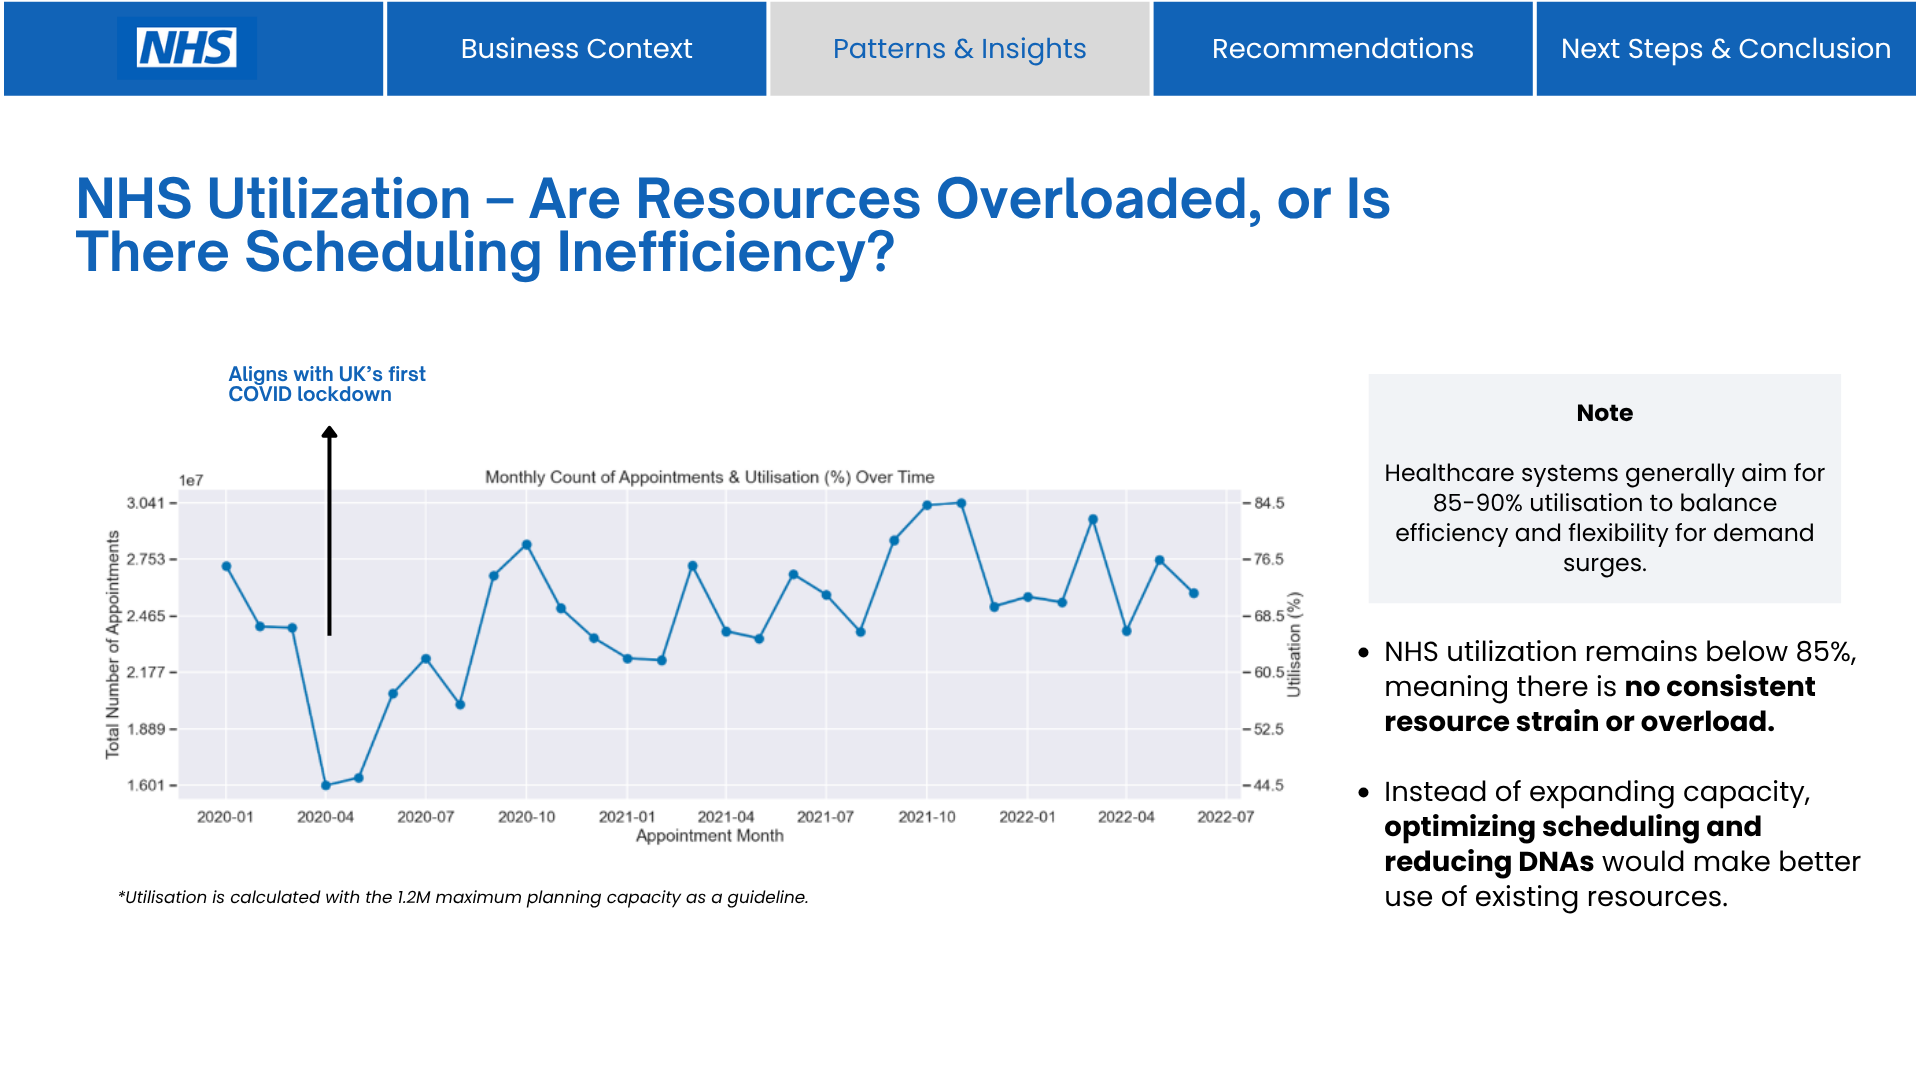 NHS
Business Context
Patterns & Insights
Recommendations
Next Steps & Conclusion
NHS Utilization – Are Resources Overloaded, or Is
There Scheduling Inefficiency?
Aligns with UK's first
COVID lockdown
1e7
Monthly Count of Appointments & Utilisation (%) Over Time
Total Number of Appointments
3.041
2.753
2.465
2.177
1.889
1.601
84.5
76.5
68.5
60.5
52.5
44.5
Utilisation (%)
2020-01
2020-04
2020-07
2020-10
2021-01
2021-04
2021-07
2021-10
2022-01
2022-04
2022-07
Appointment Month
*Utilisation is calculated with the 1.2M maximum planning capacity as a guideline.
Note
Healthcare systems generally aim for
85-90% utilisation to balance
efficiency and flexibility for demand
surges.
• NHS utilization remains below 85%,
meaning there is no consistent
resource strain or overload.
• Instead of expanding capacity,
optimizing scheduling and
reducing DNAs would make better
use of existing resources.